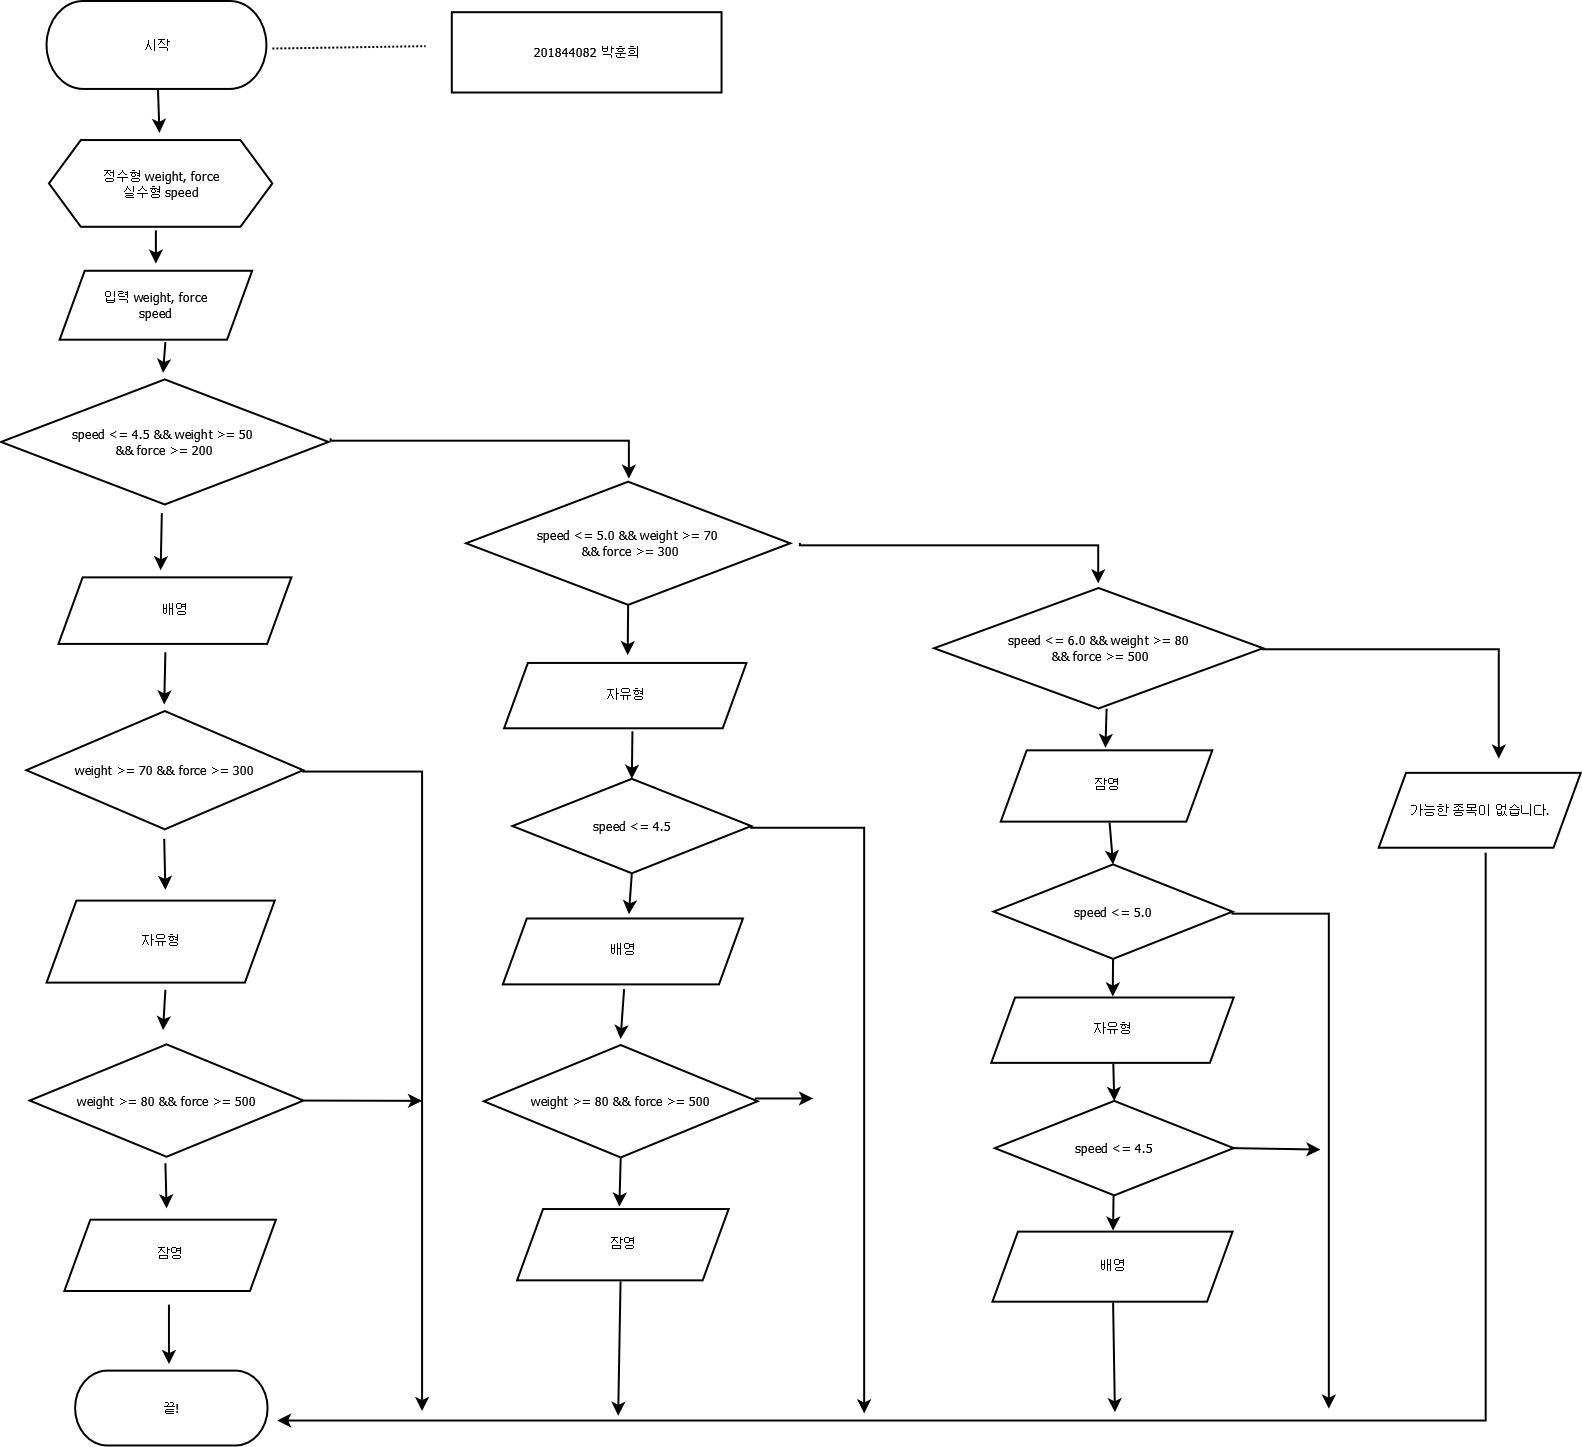 시작
201844082 박훈희
정수형 weight, force
실수형 speed
입력 weight, force
speed
speed <= 4.5 && weight >= 50
&& force >= 200
배영
weight >= 70 && force >= 300
자유형
weight >= 80 && force >= 500
잠영
끝!
speed <= 5.0 && weight >= 70
&& force >= 300
자유형
speed <= 4.5
배영
weight >= 80 && force >= 500
잠영
speed <= 6.0 && weight >= 80
&& force >= 500
잠영
speed <= 5.0
자유형
speed <= 4.5
배영
가능한 종목이 없습니다.